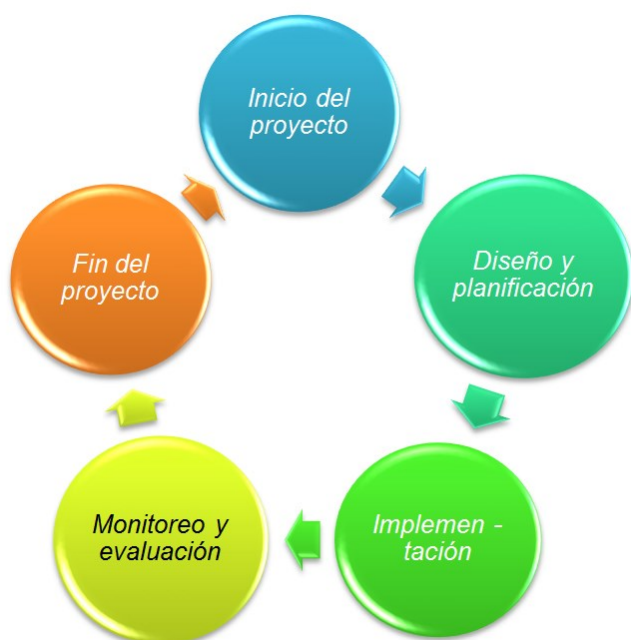 Inicio del
proyecto
Diseño y
planificación
Implemen -
tación
Monitoreo y
evaluación
Fin del
proyecto